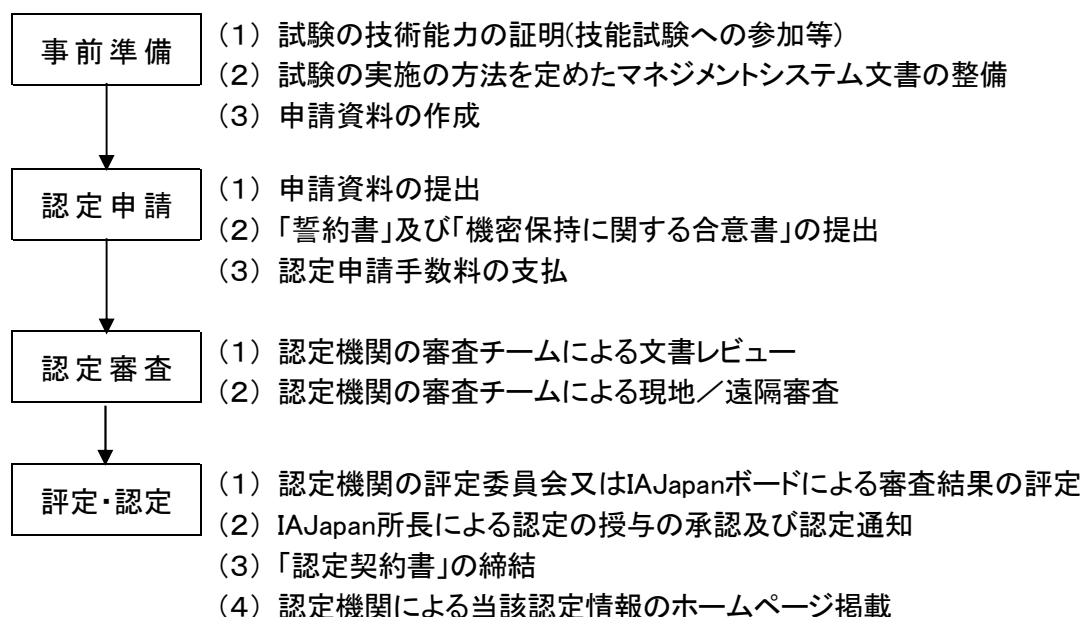 事前準備
（１） 試験の技術能力の証明(技能試験への参加等)
（２） 試験の実施の方法を定めたマネジメントシステム文書の整備
（３） 申請資料の作成
認定申請
（１） 申請資料の提出
（２）「誓約書」及び「機密保持に関する合意書」の提出
（３） 認定申請手数料の支払
認定審査
（１） 認定機関の審査チームによる文書レビュー
（２） 認定機関の審査チームによる現地／遠隔審査
評定・認定
（１） 認定機関の評定委員会又はIAJapanボードによる審査結果の評定
（２） IAJapan所長による認定の授与の承認及び認定通知
（３）「認定契約書」の締結
（４） 認定機関による当該認定情報のホームページ掲載